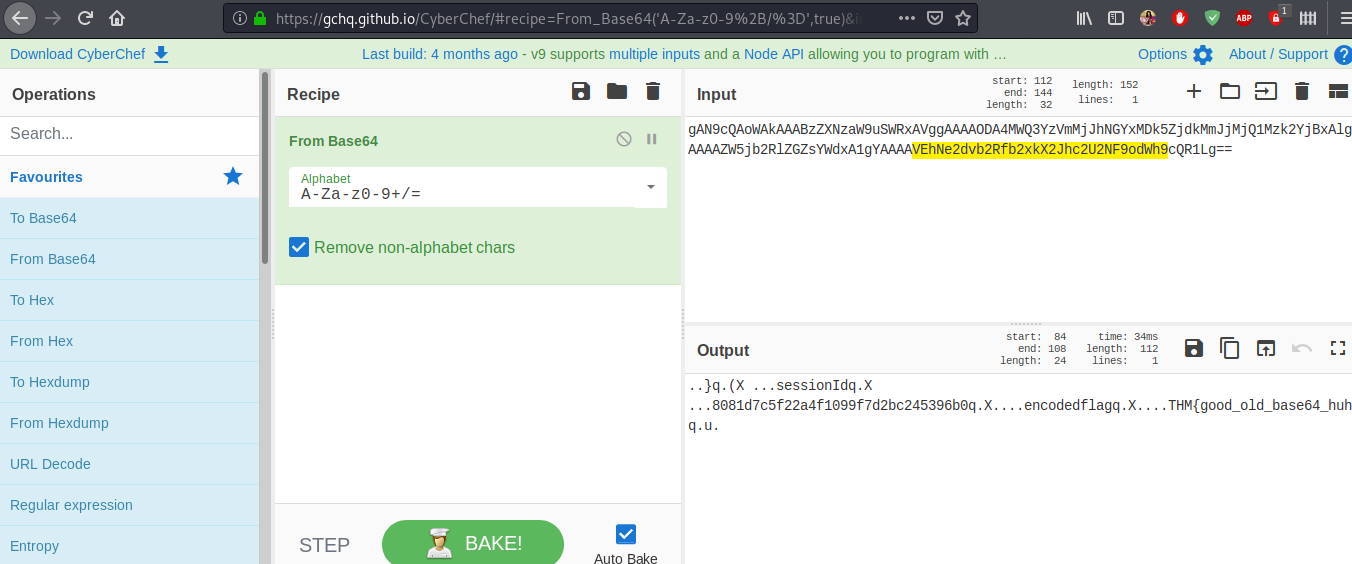 https://gchq.github.io/CyberChef/#recipe=From_Base64('A-Za-z0-9%2B/%3D',true)&i
ABP
1
Download CyberChef
Last build: 4 months ago - v9 supports multiple inputs and a Node API allowing you to program with …
Options
About / Support
Operations
Search...
Favourites
To Base64
From Base64
To Hex
From Hex
To Hexdump
From Hexdump
URL Decode
Regular expression
Entropy
Recipe
From Base64
Alphabet
A-Za-z0-9+/=
Remove non-alphabet chars
STEP
BAKE!
Auto Bake
Input
start: 112
end: 144
length: 32
length: 152
lines: 1
gAN9cQAoWAkAAABzZXNzaW9uSWRxAVggAAAAODA4MWQ3YzVmMjJhNGYxMDk5ZjdkMmJjMjQ1Mzk2YjBxAlg
AAAAZW5jb2RlZGZsYWdxA1gYAAAAVEhNe2dvb2Rfb2xkX2Jhc2U2NF9odWh9cQR1Lg==
Output
start: 84
end: 108
length: 24
time: 34ms
length: 112
lines: 1
..}q.(X ...sessionIdq.X
...8081d7c5f22a4f1099f7d2bc245396b0q.X....encodedflagq.X....THM{good_old_base64_huh
q.u.